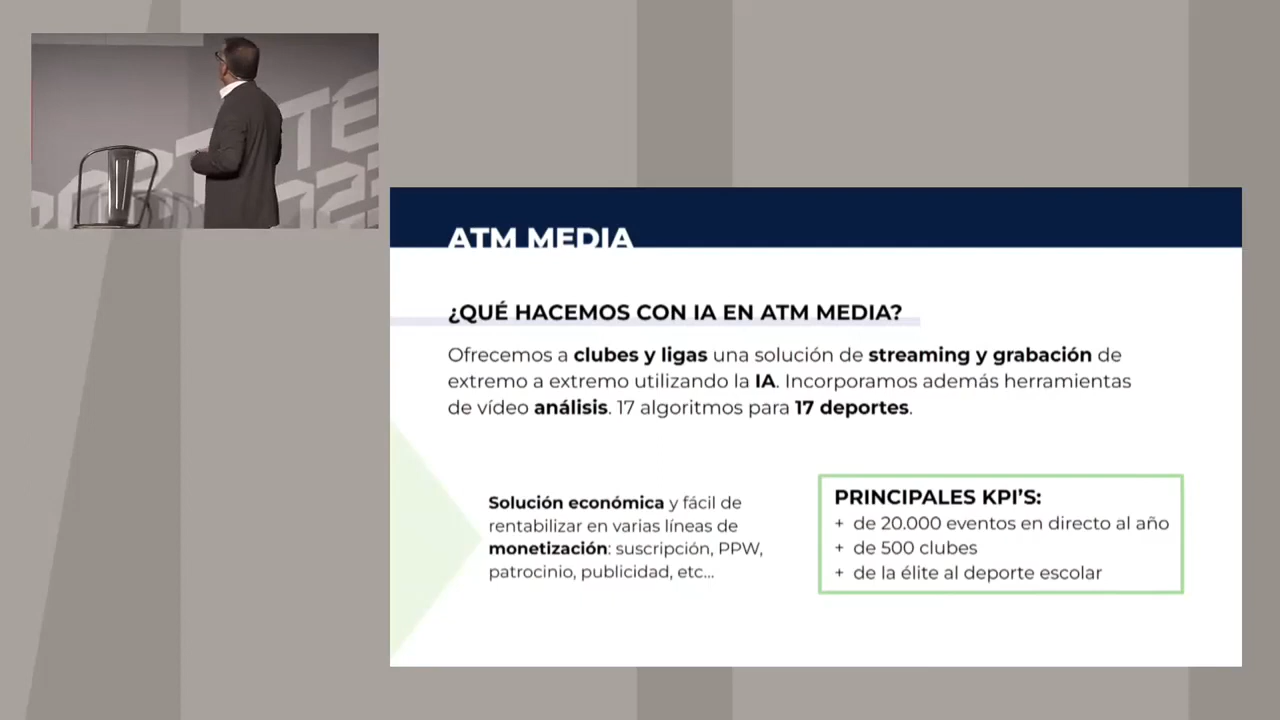 ATM MEDIA
¿QUÉ HACEMOS CON IA EN ATM MEDIA?
Ofrecemos a clubes y ligas una solución de streaming y grabación de
extremo a extremo utilizando la IA. Incorporamos además herramientas
de vídeo análisis. 17 algoritmos para 17 deportes.
Solución económica y fácil de
rentabilizar en varias líneas de
monetización: suscripción, PPW,
patrocinio, publicidad, etc...
PRINCIPALES KPI'S:
+ de 20.000 eventos en directo al año
+ de 500 clubes
+ de la élite al deporte escolar